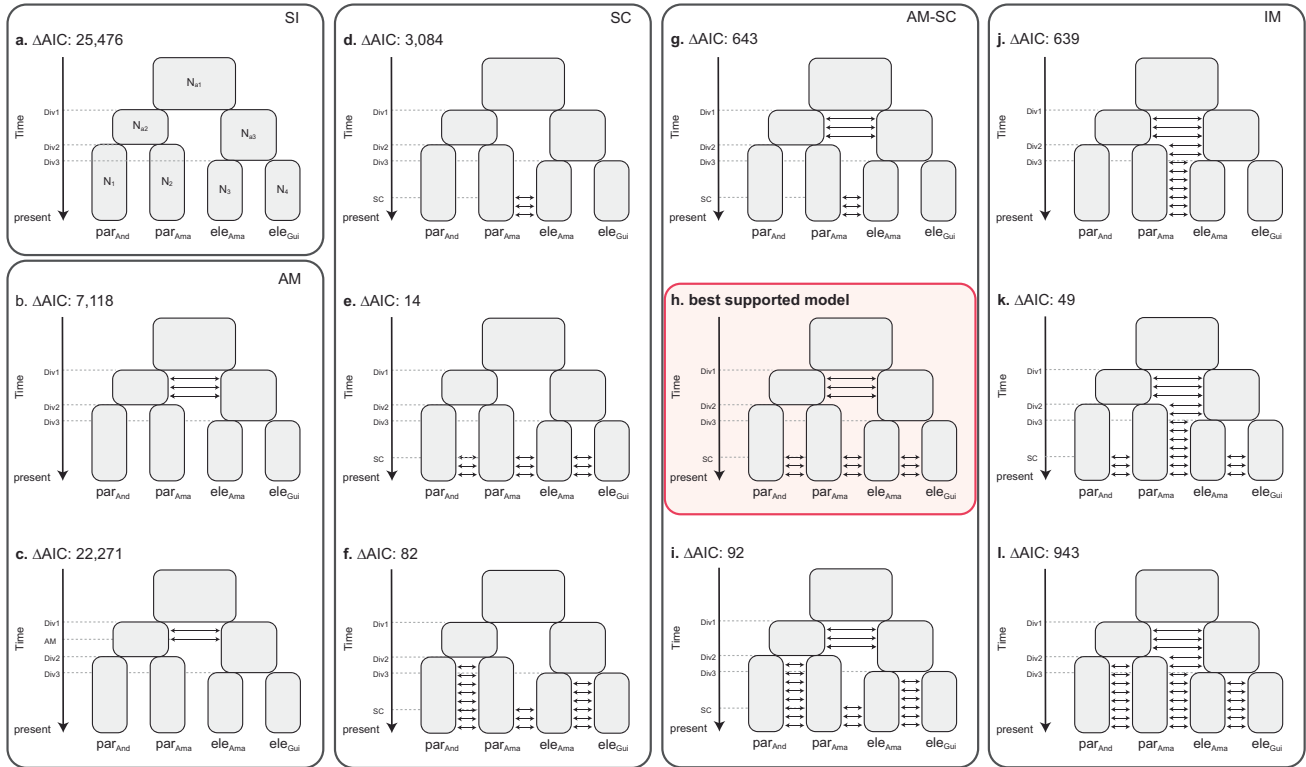 SI
a. ΔAIC: 25,476
Time
Div1
Div2
Div3
present
Na1
Na2
Na3
N1
N2
N3
N4
parAnd parAma eleAma eleGui
AM
b. ΔAIC: 7,118
Time
Div1
Div2
Div3
present
parAnd parAma eleAma eleGui
c. ΔAIC: 22,271
Time
Div1
AM
Div2
Div3
present
parAnd parAma eleAma eleGui
SC
d. ΔAIC: 3,084
Time
Div1
Div2
Div3
SC
present
parAnd parAma eleAma eleGui
e. ΔAIC: 14
Time
Div1
Div2
Div3
SC
present
parAnd parAma eleAma eleGui
f. ΔAIC: 82
Time
Div1
Div2
Div3
SC
present
parAnd parAma eleAma eleGui
AM-SC
g. ΔAIC: 643
Time
Div1
Div2
Div3
SC
present
parAnd parAma eleAma eleGui
h. best supported model
Time
Div1
Div2
Div3
SC
present
parAnd parAma eleAma eleGui
i. ΔAIC: 92
Time
Div1
Div2
Div3
SC
present
parAnd parAma eleAma eleGui
IM
j. ΔAIC: 639
Time
Div1
Div2
Div3
present
parAnd parAma eleAma eleGui
k. ΔAIC: 49
Time
Div1
Div2
Div3
SC
present
parAnd parAma eleAma eleGui
l. ΔAIC: 943
Time
Div1
Div2
Div3
present
parAnd parAma eleAma eleGui